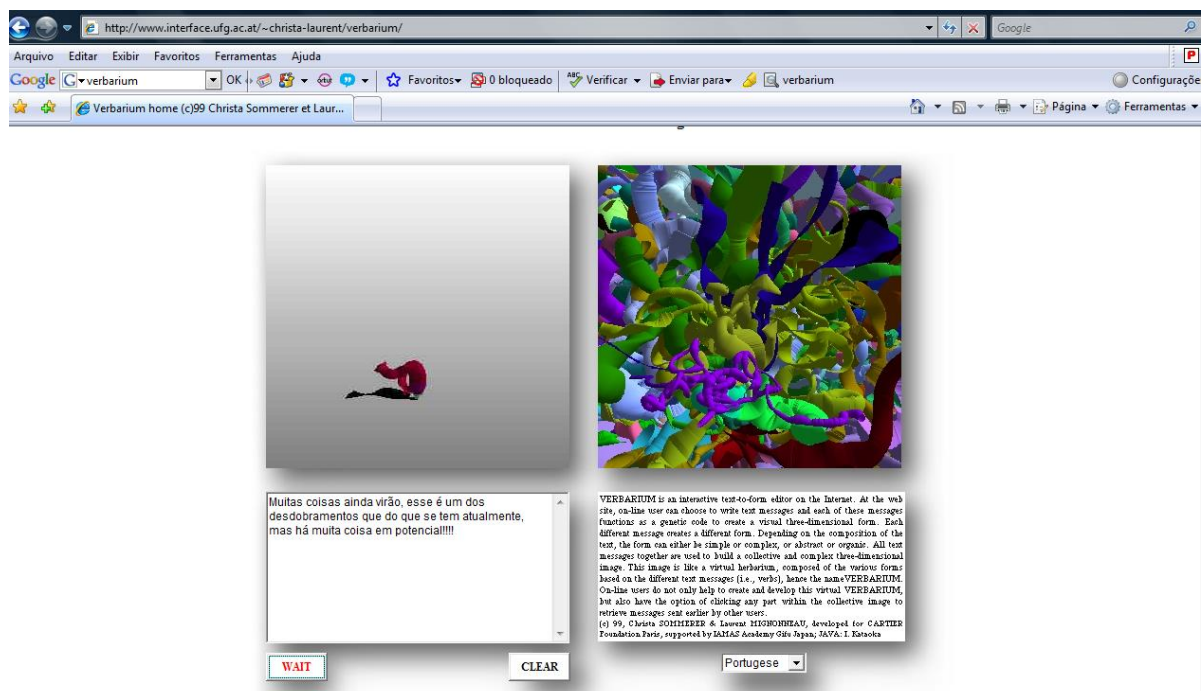 http://www.interface.ufg.ac.at/~christa-laurent/verbarium/
Google
Arquivo Editar Exibir Favoritos Ferramentas Ajuda
Google verbarium OK Favoritos 0 bloqueado Verificar Enviar para verbarium Configuraçõe
Verbarium home (c)99 Christa Sommerer et Laur... Página Ferramentas
Muitas coisas ainda virão, esse é um dos
desdobramentos que do que se tem atualmente,
mas há muita coisa em potencial!!!!
WAIT CLEAR
VERBARIUM is an interactive text-to-form editor on the Internet. At the web
site, on-line user can choose to write text messages and each of these messages
functions as a genetic code to create a visual three-dimensional form. Each
different message creates a different form. Depending on the composition of the
text, the form can either be simple or complex, or abstract or organic. All text
messages together are used to build a collective and complex three-dimensional
image. This image is like a virtual herbarium, composed of the various forms
based on the different text messages (i.e., verbs), hence the nameVERBARIUM.
On-line users do not only help to create and develop this virtual VERBARIUM,
but also have the option of clicking any part within the collective image to
retrieve messages sent earlier by other users.
(c) 99, Christa SOMMERER & Laurent MIGNONNEAU, developed for CARTIER
Foundation Paris, supported by IAMAS Academy Gifu Japan; JAVA: I. Kataoka
Portugese